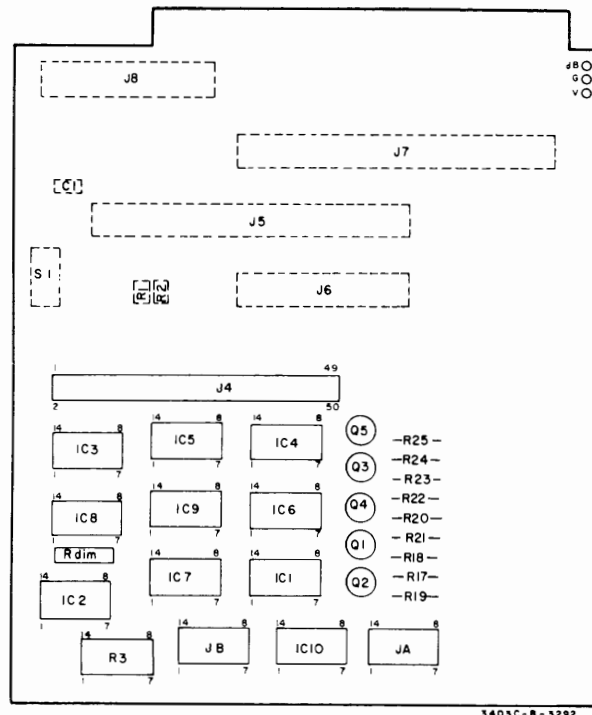 J8
dB
G
V
J7
C1
J5
S1
R1
R2
J6
1 49
J4
2 50
14 8
IC3
1 7
14 8
IC5
1 7
14 8
IC4
1 7
Q5
Q3
Q4
Q1
Q2
-R25-
-R24-
-R23-
-R22-
-R20-
-R21-
-R18-
-R17-
-R19-
14 8
IC8
1 7
14 8
IC9
1 7
14 8
IC6
1 7
Rdim
14 8
IC7
1 7
14 8
IC1
1 7
14 8
IC2
1 7
14 8
R3
1 7
14 8
JB
1 7
14 8
IC10
1 7
14 8
JA
1 7
3403C-B-3292